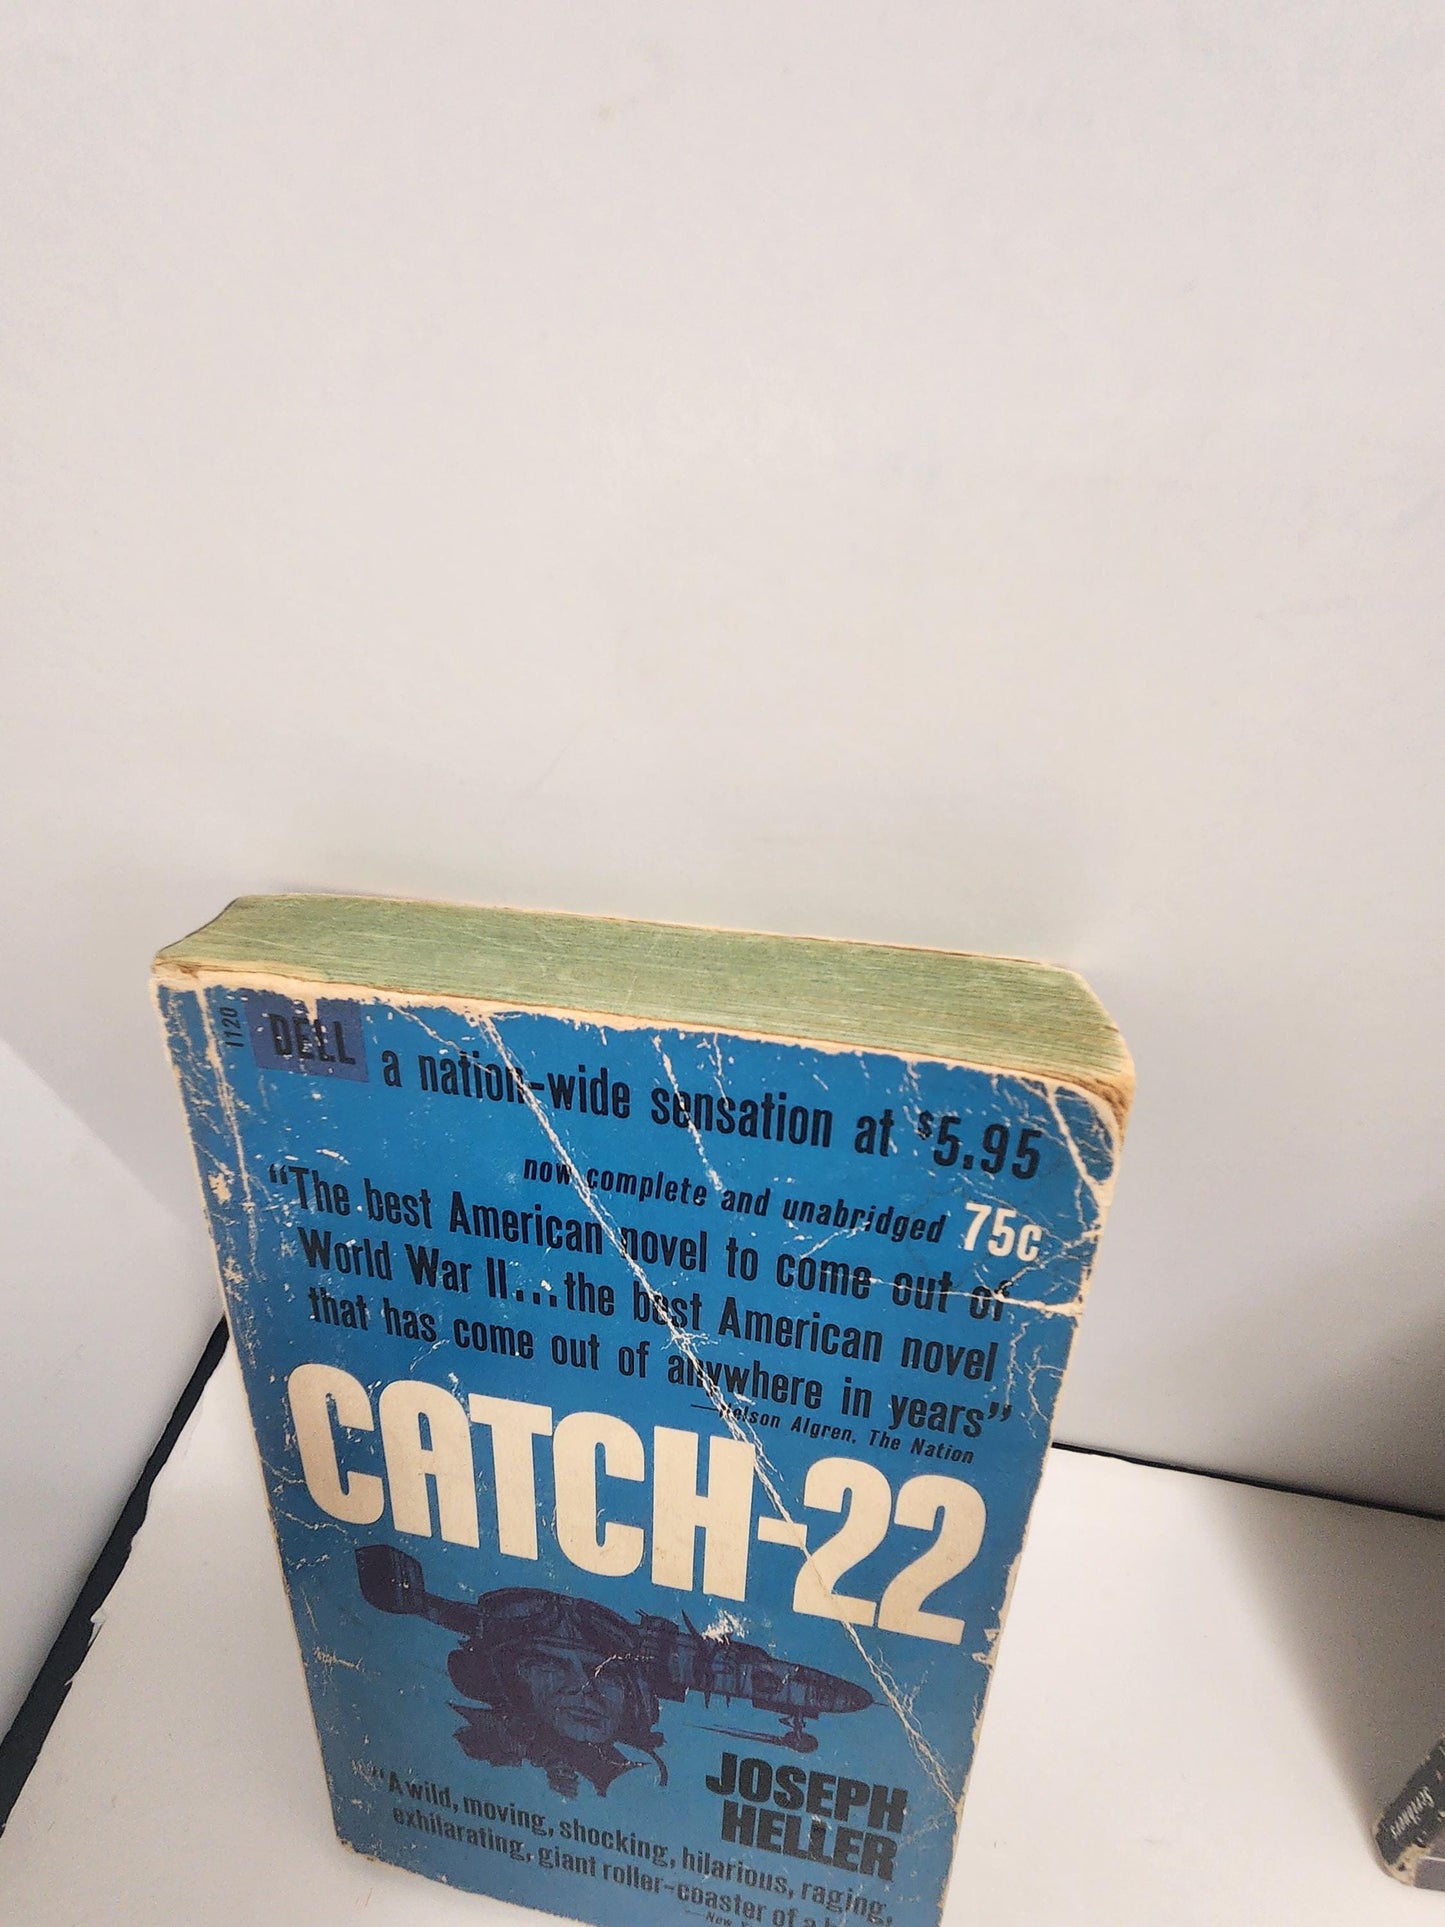 1120
DELL
a nation-wide sensation at $5.95
now complete and unabridged 75c
"The best American novel to come out of
World War II...the best American novel
that has come out of anywhere in years"
—Nelson Algren, The Nation
CATCH-22
JOSEPH
HELLER
"A wild, moving, shocking, hilarious, raging,
exhilarating, giant roller-coaster of a
—New
Scribner